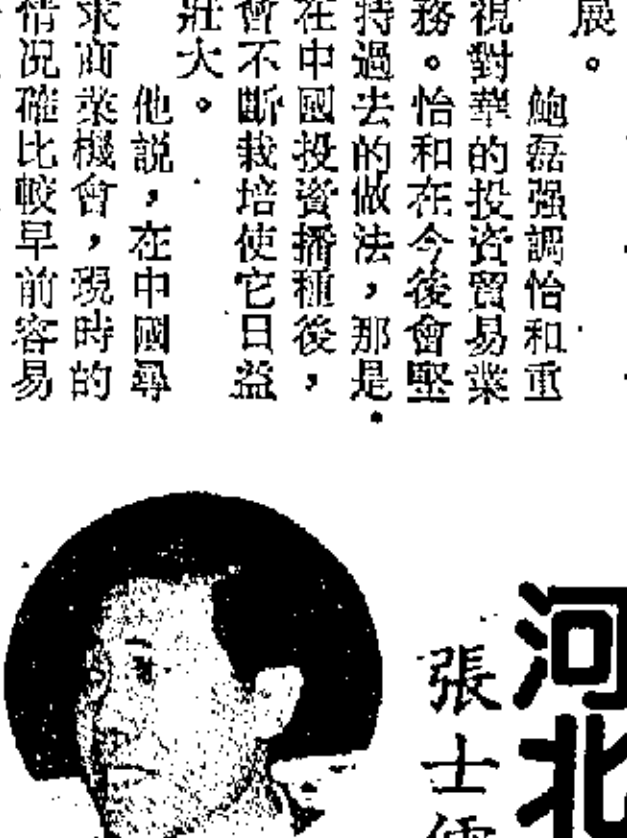 展。
鮑磊强調怡和重
視對華的投資貿易業
務。怡和在今後會堅
持過去的做法，那是
在中國投資播種後，
會不斷栽培使它日益
壯大。
他説，在中國尋
求商業機會，現時的
情况確比較早前容易
河北
張士儒